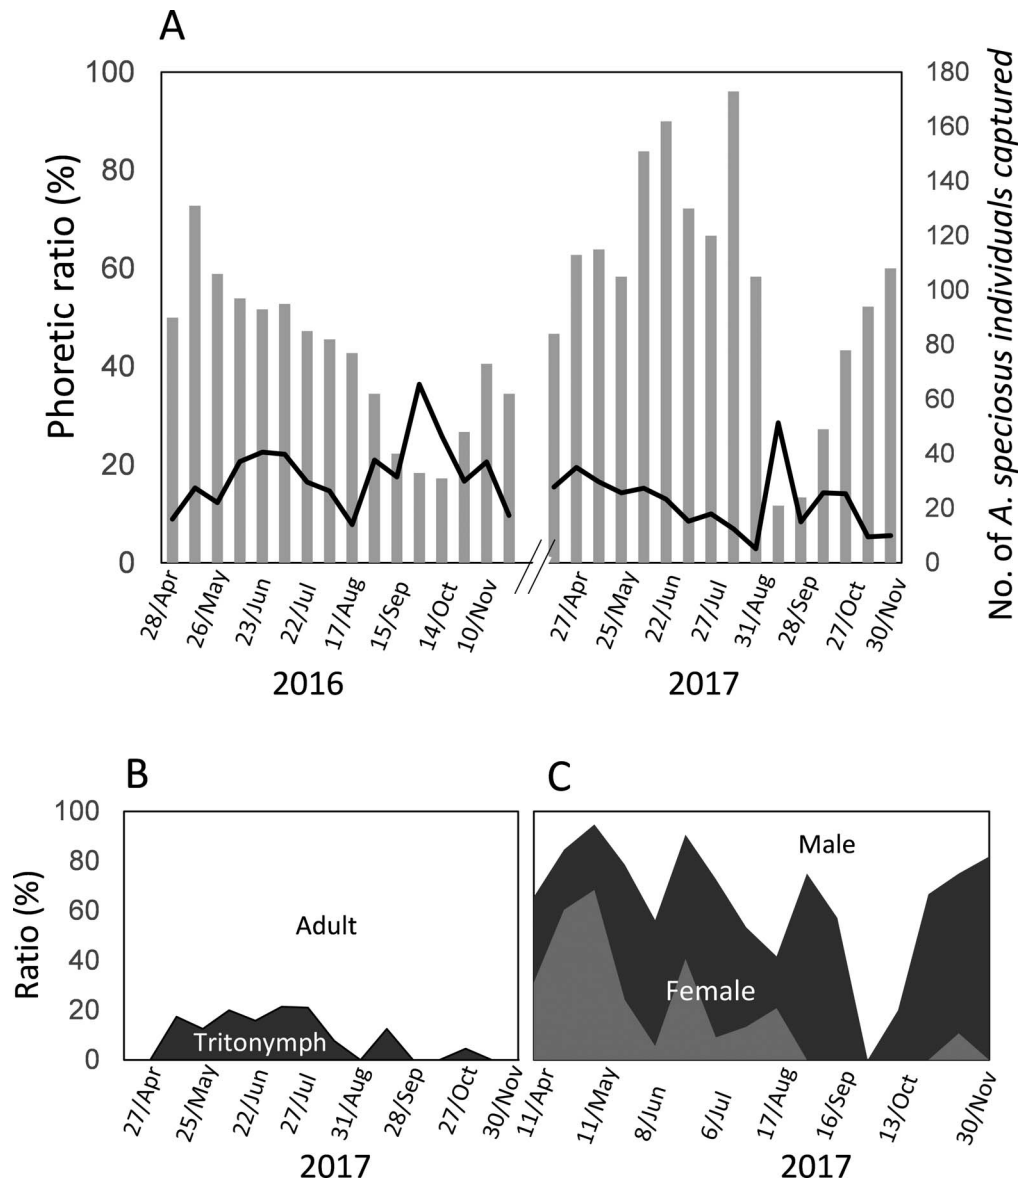 A
Phoretic ratio (%)
100
80
60
40
20
0
No. of A. speciosus individuals captured
180
160
140
120
100
80
60
40
20
0
28/Apr
26/May
23/Jun
22/Jul
17/Aug
15/Sep
14/Oct
10/Nov
27/Apr
25/May
22/Jun
27/Jul
31/Aug
28/Sep
27/Oct
30/Nov
2016
2017
B
Ratio (%)
100
80
60
40
20
0
Adult
Tritonymph
27/Apr
25/May
22/Jun
27/Jul
31/Aug
28/Sep
27/Oct
30/Nov
2017
C
Male
Female
11/Apr
11/May
8/Jun
6/Jul
17/Aug
16/Sep
13/Oct
30/Nov
2017